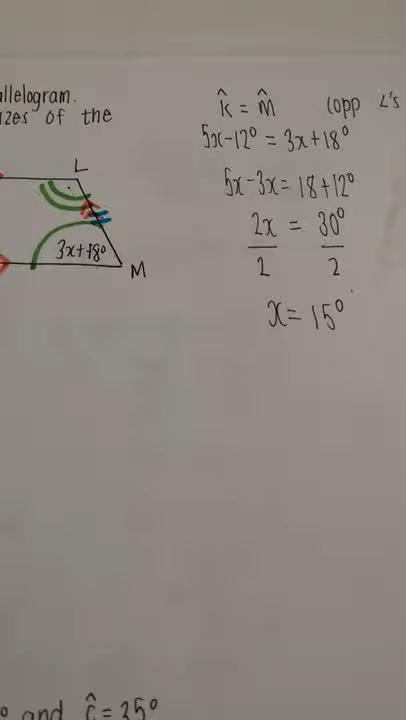 allelogram.
izes of the
L
3x+18°
M
K̂ = M̂ (opp ∠'s
5x-12° = 3x+18°
5x-3x = 18+12°
2x = 30°
2 2
x = 15°
° and ĉ = 35°